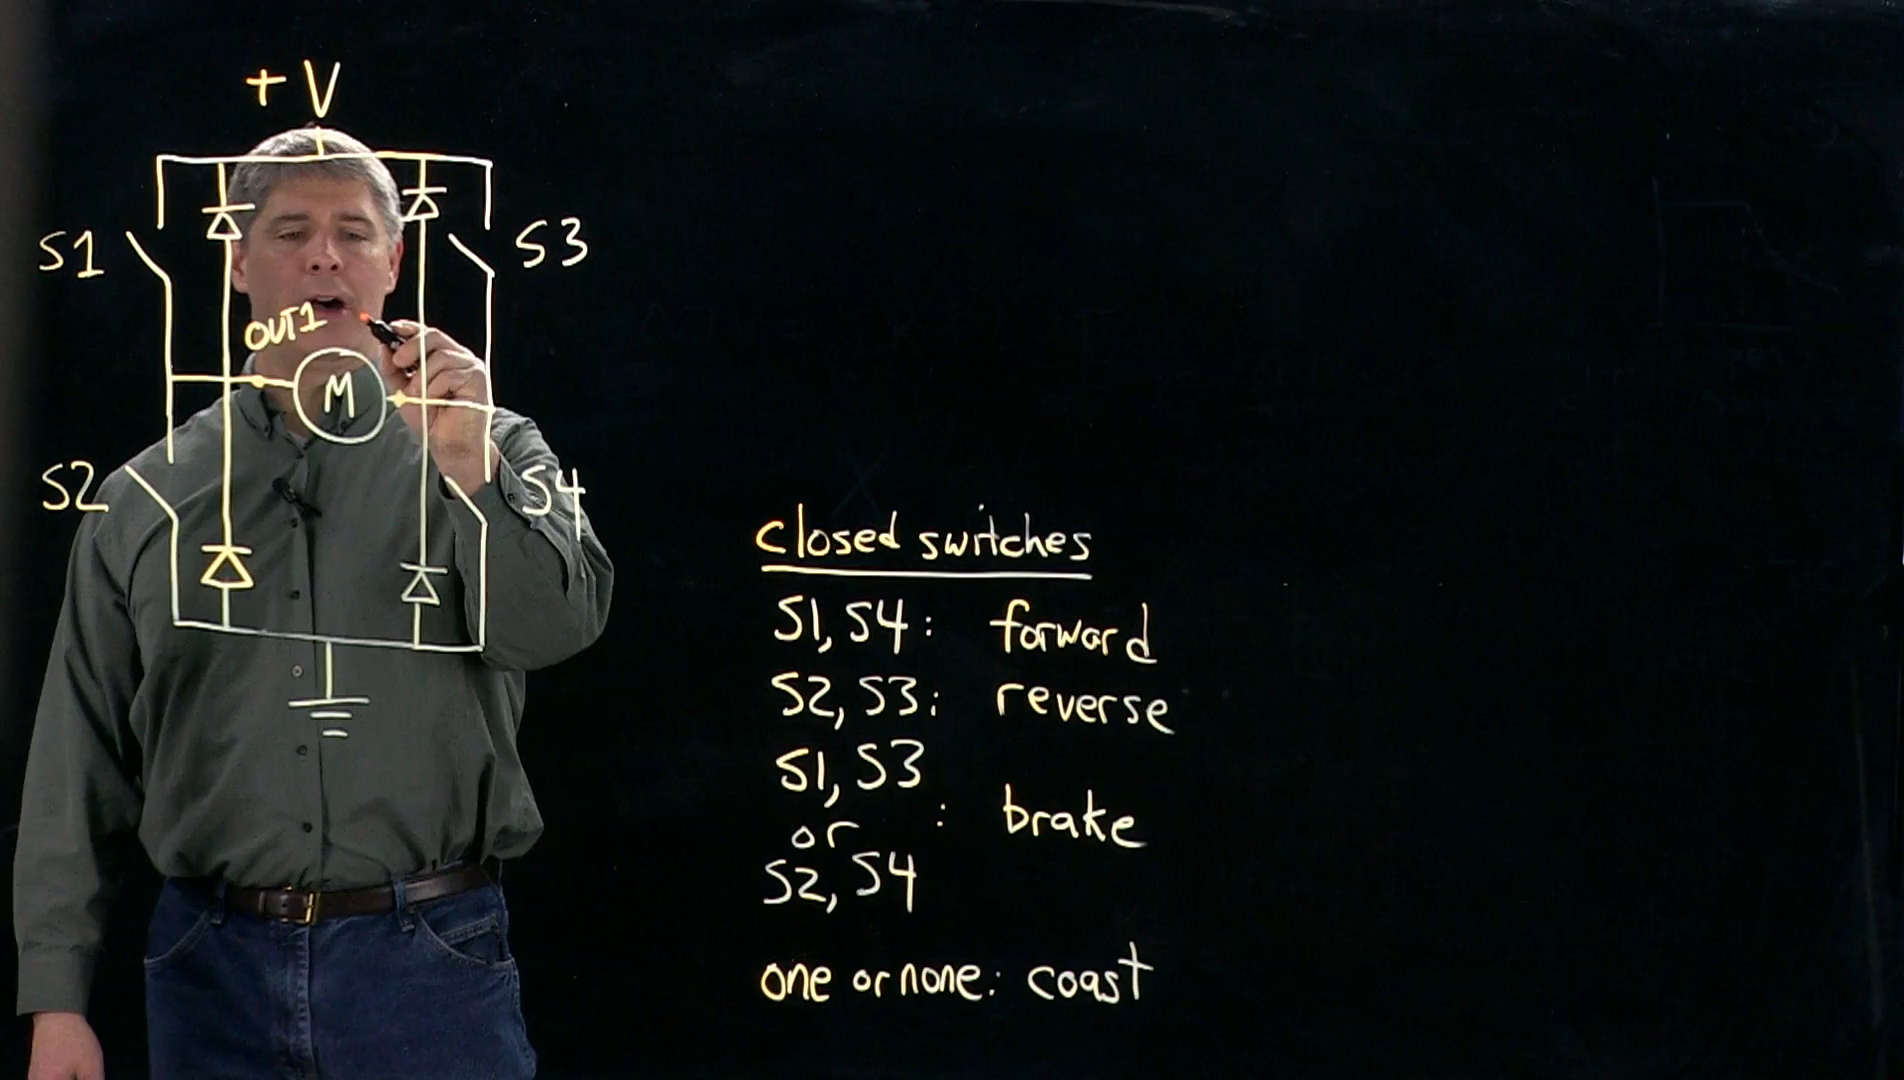 +V
S1
S3
OUT1
M
S2
S4
closed switches
S1, S4: forward
S2, S3: reverse
S1, S3
or : brake
S2, S4
one or none: coast